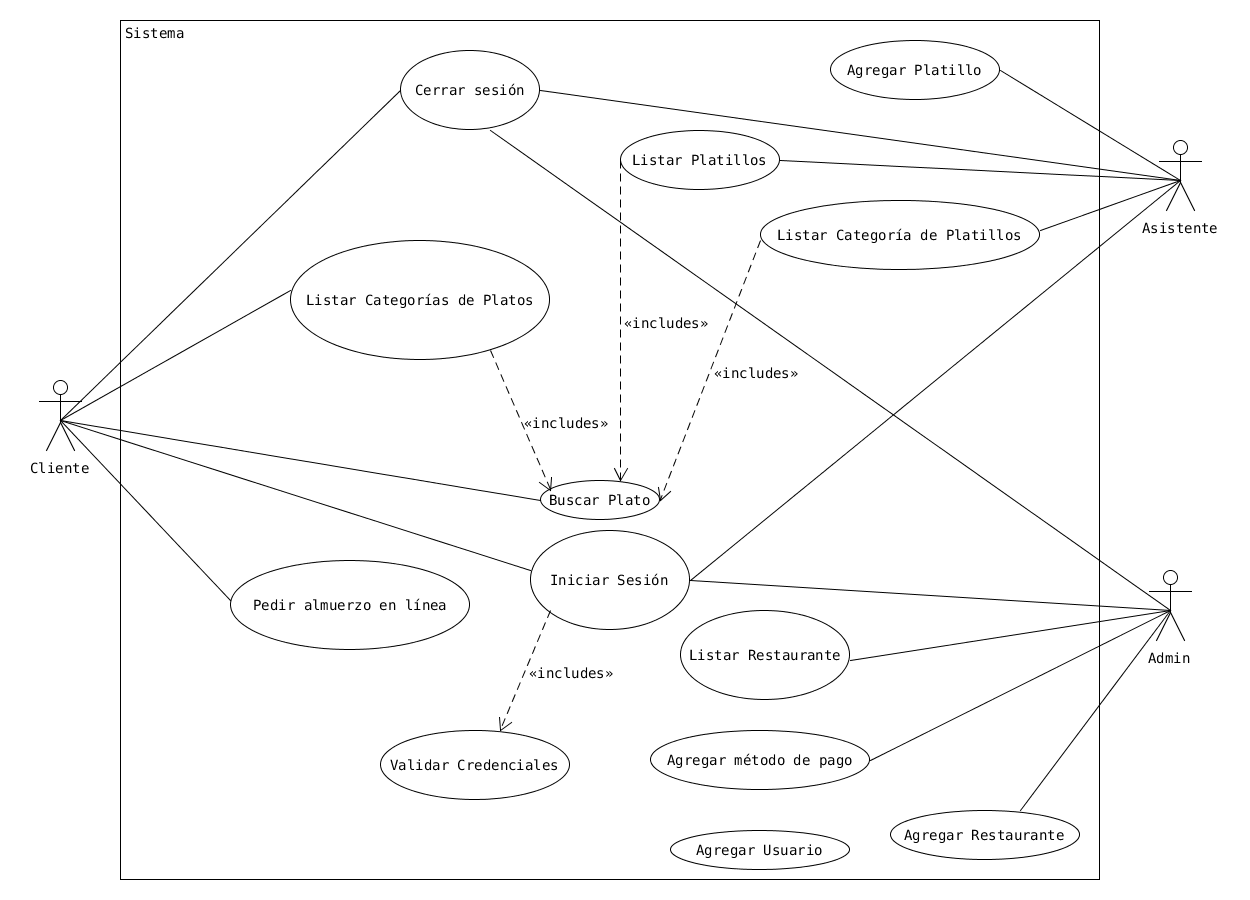 Sistema
Agregar Platillo
Cerrar sesión
Listar Platillos
Asistente
Listar Categoría de Platillos
Listar Categorías de Platos
«includes»
«includes»
«includes»
Cliente
Buscar Plato
Iniciar Sesión
Pedir almuerzo en línea
Listar Restaurante
Admin
«includes»
Agregar método de pago
Validar Credenciales
Agregar Restaurante
Agregar Usuario